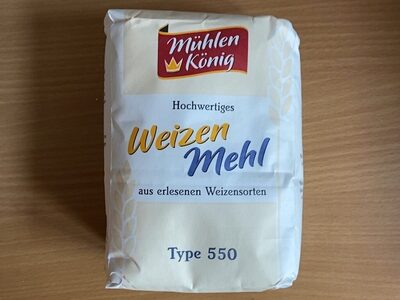 Mühlen
König
Hochwertiges
Weizen
Mehl
aus erlesenen Weizensorten
Type 550